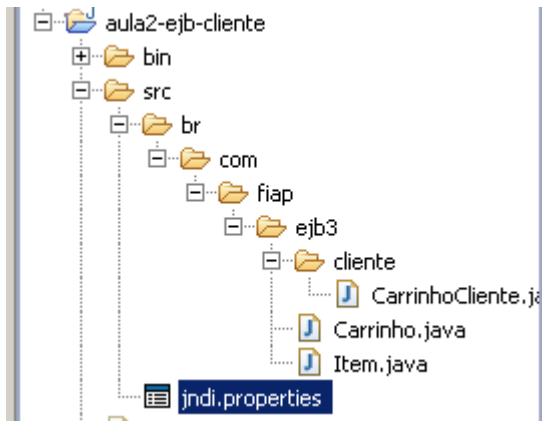 aula2-ejb-cliente
bin
src
br
com
fiap
ejb3
cliente
CarrinhoCliente.ja
Carrinho.java
Item.java
jndi.properties